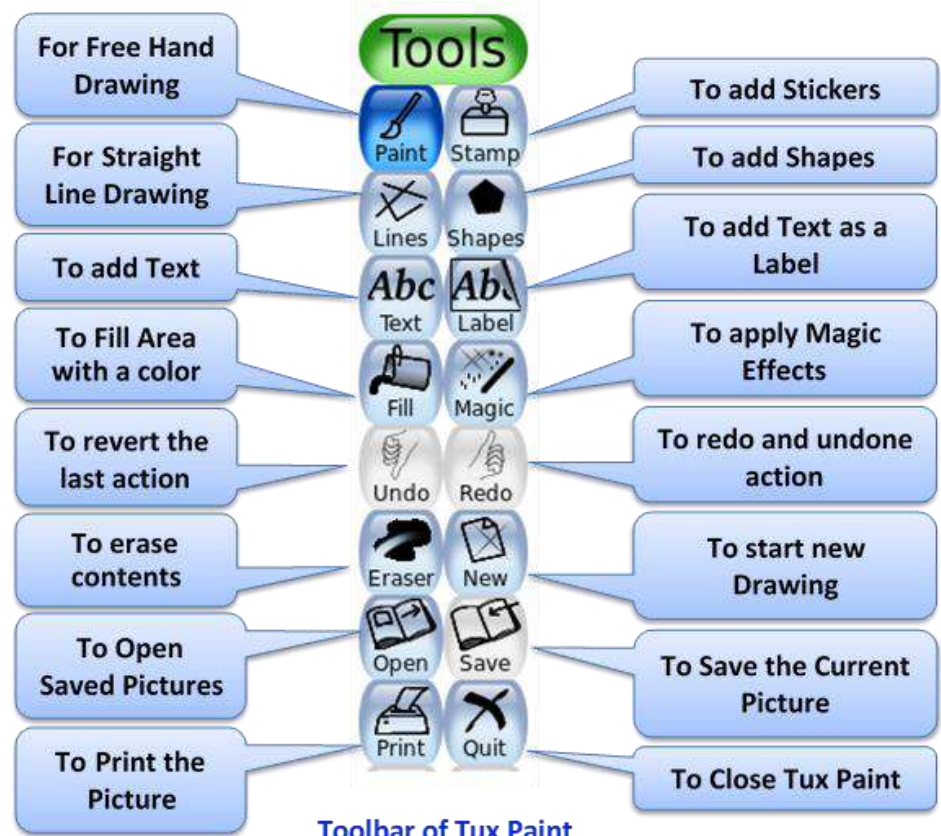 Tools
For Free Hand
Drawing
Paint
Stamp
To add Stickers
For Straight
Line Drawing
Lines
Shapes
To add Shapes
To add Text
Abc
Text
Abc
Label
To add Text as a
Label
To Fill Area
with a color
Fill
Magic
To apply Magic
Effects
To revert the
last action
Undo
Redo
To redo and undone
action
To erase
contents
Eraser
New
To start new
Drawing
To Open
Saved Pictures
Open
Save
To Save the Current
Picture
To Print the
Picture
Print
Quit
To Close Tux Paint
Toolbar of Tux Paint